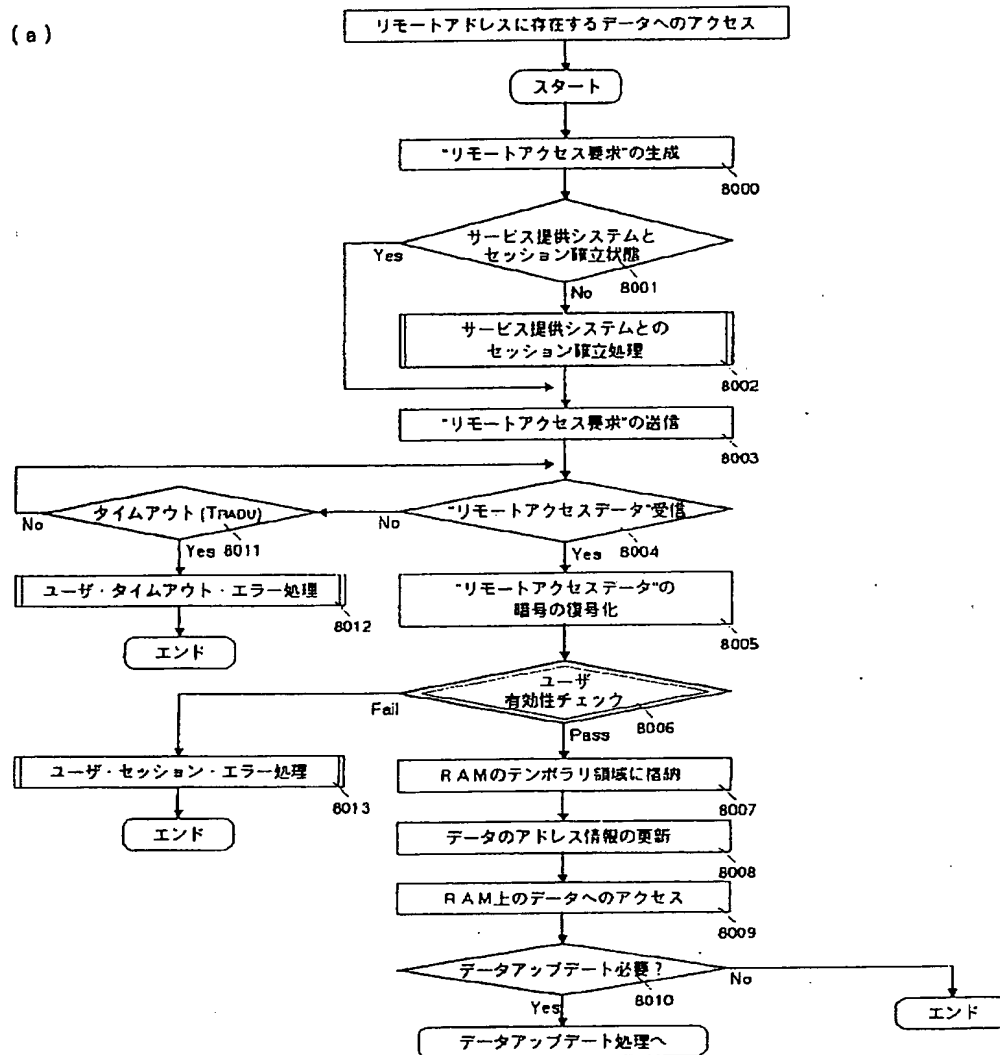 (a)
リモートアドレスに存在するデータへのアクセス
スタート
"リモートアクセス要求"の生成
8000
サービス提供システムと
セッション確立状態
8001
Yes
No
サービス提供システムとの
セッション確立処理
8002
"リモートアクセス要求"の送信
8003
"リモートアクセスデータ"受信
8004
No
Yes
タイムアウト(TRADU)
8011
No
Yes
ユーザ・タイムアウト・エラー処理
8012
エンド
"リモートアクセスデータ"の
暗号の復号化
8005
ユーザ
有効性チェック
8006
Fail
Pass
ユーザ・セッション・エラー処理
8013
エンド
RAMのテンポラリ領域に格納
8007
データのアドレス情報の更新
8008
RAM上のデータへのアクセス
8009
データアップデート必要?
8010
No
Yes
エンド
データアップデート処理へ